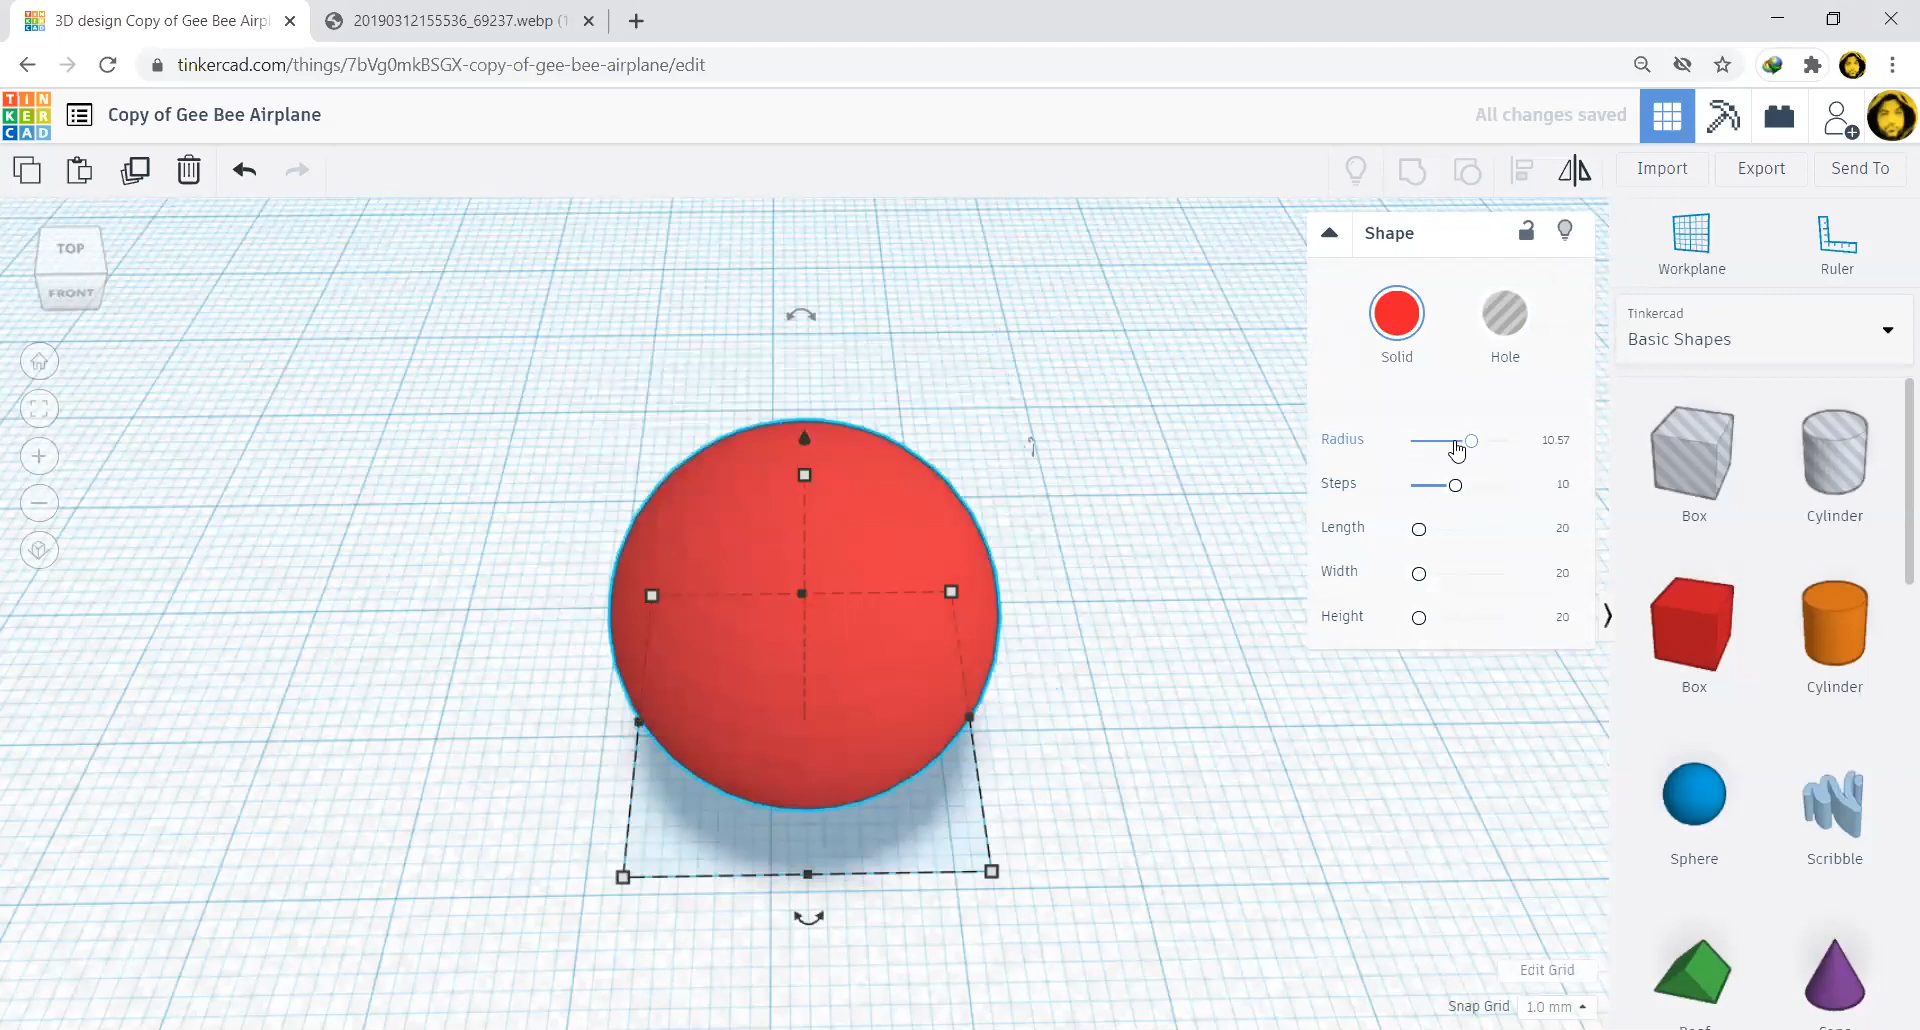 3D design Copy of Gee Bee Airpl
20190312155536_69237.webp (1
tinkercad.com/things/7bVg0mkBSGX-copy-of-gee-bee-airplane/edit
TIN
KER
CAD
Copy of Gee Bee Airplane
All changes saved
Import
Export
Send To
TOP
FRONT
Shape
Solid
Hole
Radius
10.57
Steps
10
Length
20
Width
20
Height
20
Workplane
Ruler
Tinkercad
Basic Shapes
Box
Cylinder
Box
Cylinder
Sphere
Scribble
Edit Grid
Snap Grid
1.0 mm